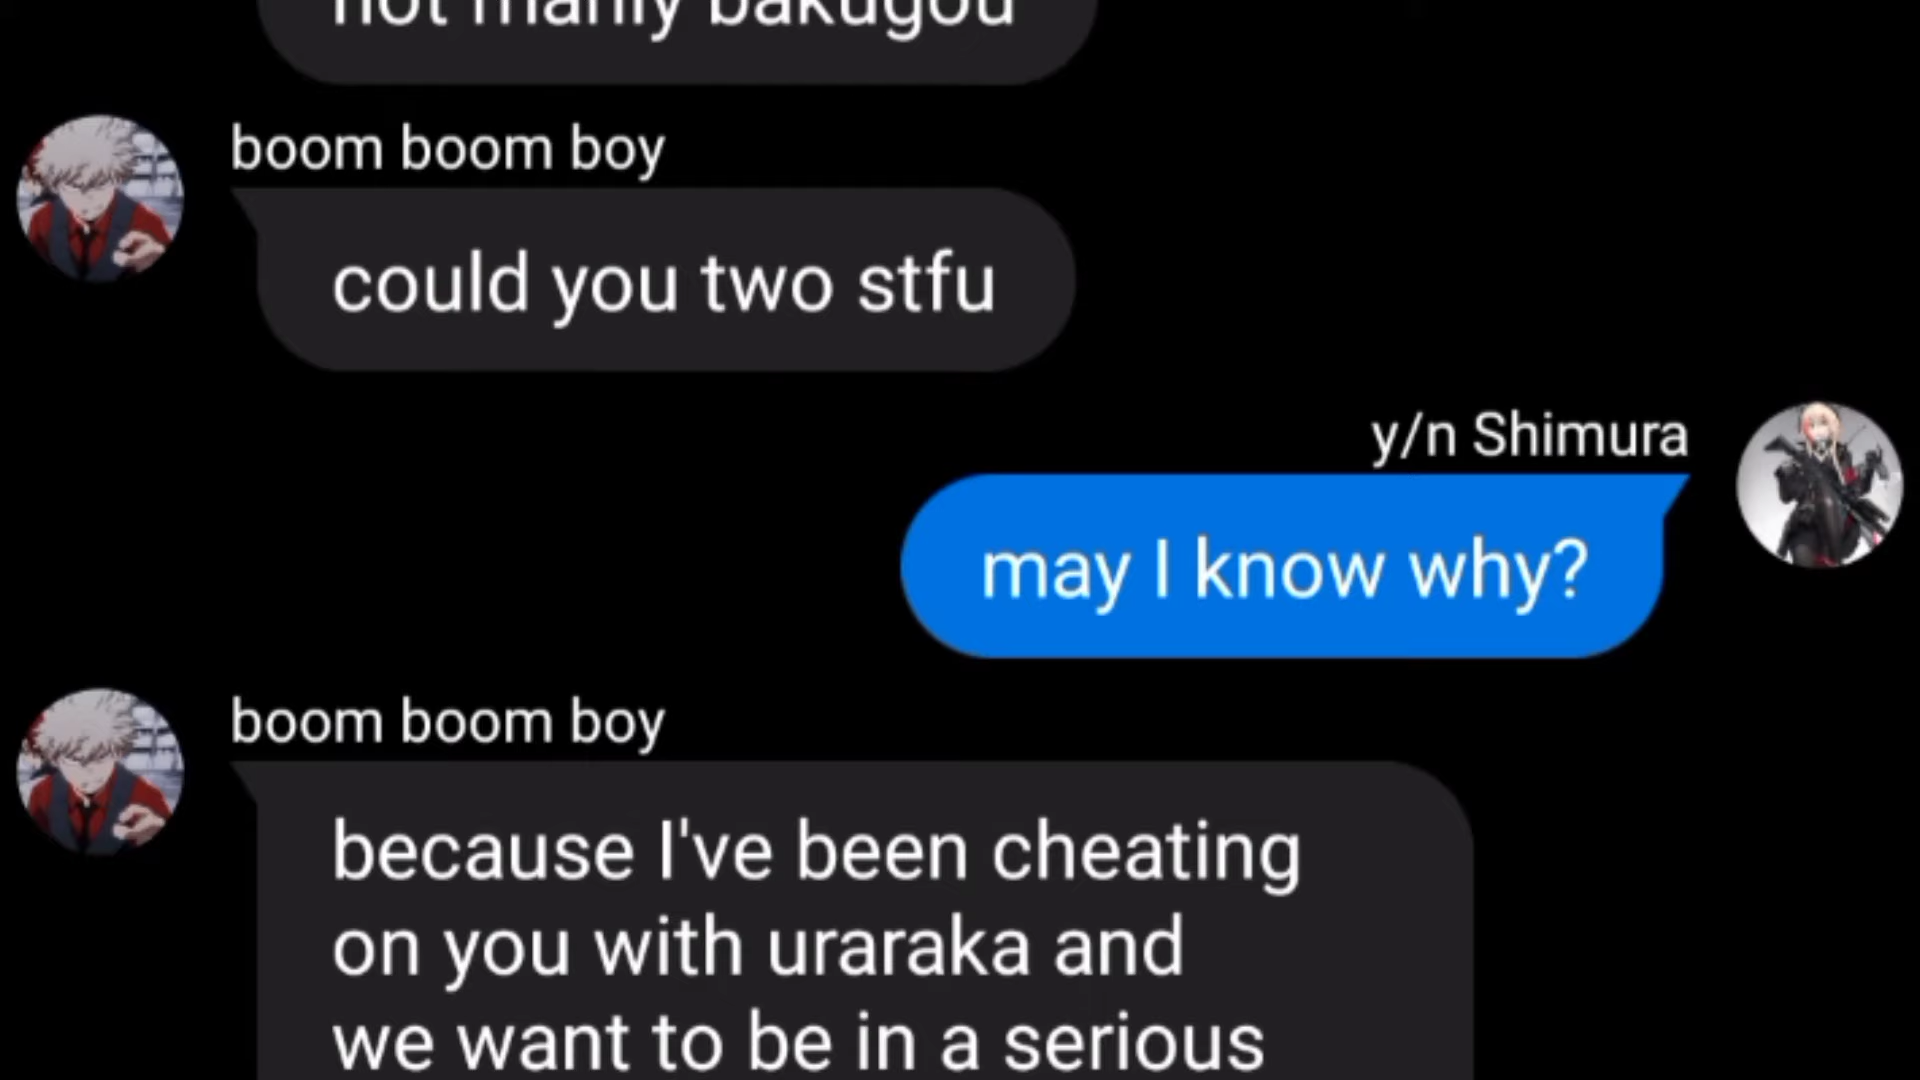 not manly bakugou
boom boom boy
could you two stfu
y/n Shimura
may I know why?
boom boom boy
because I've been cheating
on you with uraraka and
we want to be in a serious